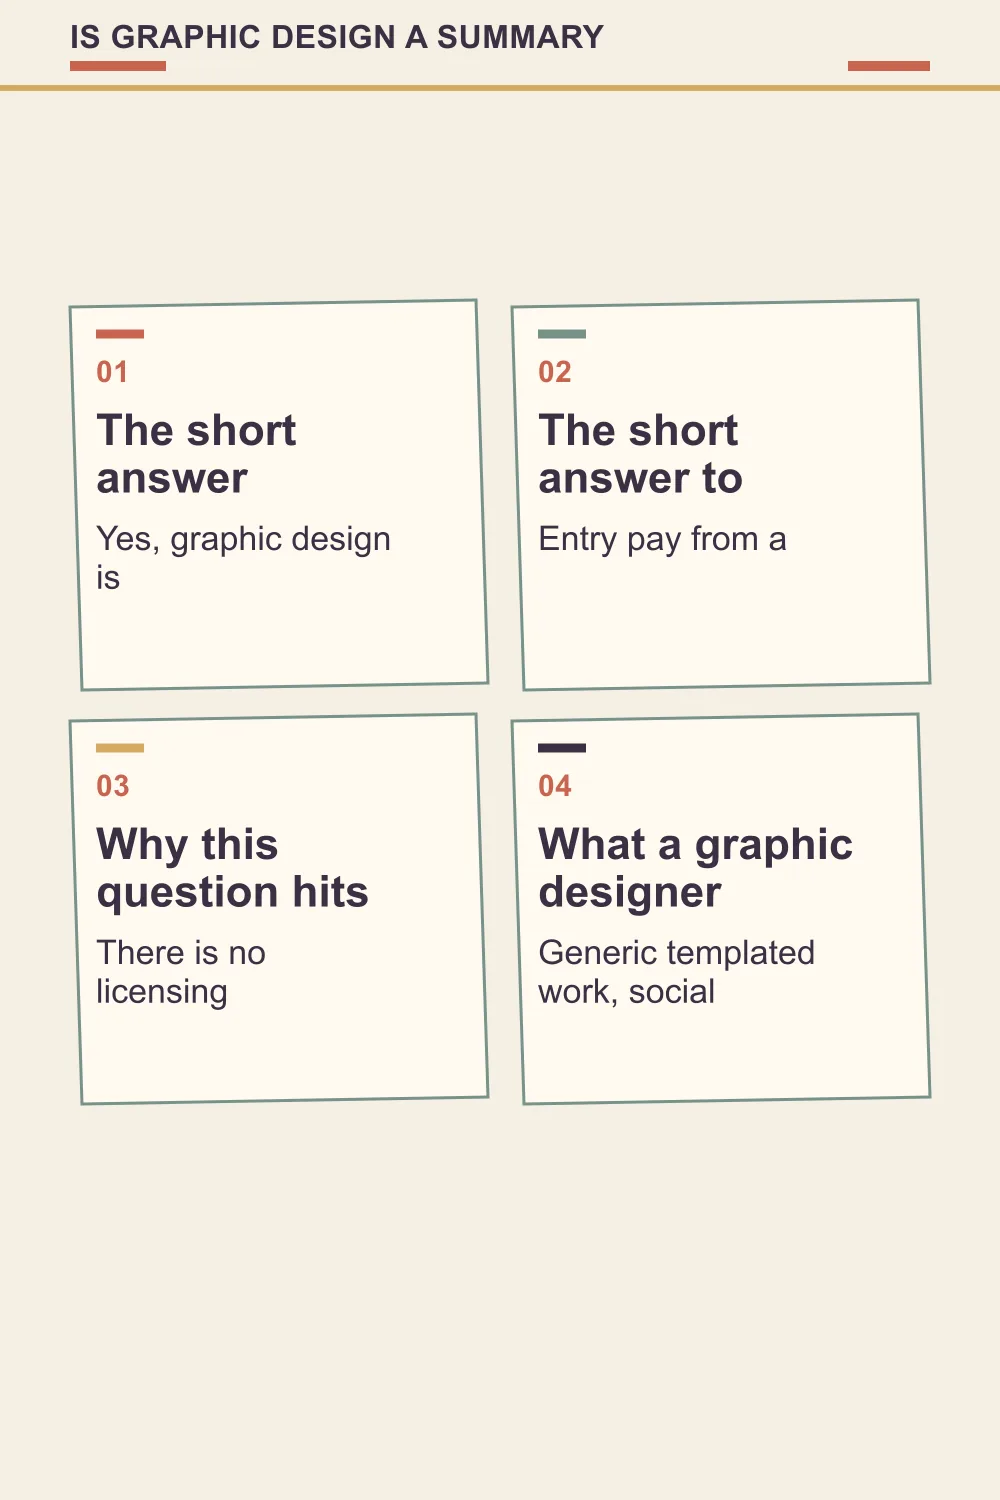 IS GRAPHIC DESIGN A SUMMARY
01
The short
answer
Yes, graphic design
is
02
The short
answer to
Entry pay from a
03
Why this
question hits
There is no
licensing
04
What a graphic
designer
Generic templated
work, social